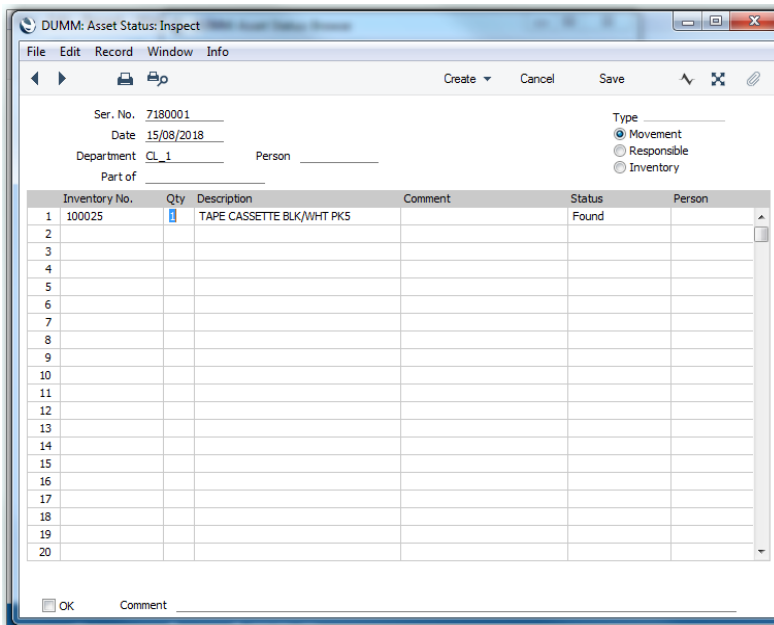 DUMM: Asset Status: Inspect
File Edit Record Window Info
Create Cancel Save
Ser. No. 7180001
Type
Date 15/08/2018
Movement
Department CL_1 Person
Responsible
Part of
Inventory
Inventory No. Qty Description Comment Status Person
1 100025 1 TAPE CASSETTE BLK/WHT PK5 Found
2
3
4
5
6
7
8
9
10
11
12
13
14
15
16
17
18
19
20
OK Comment